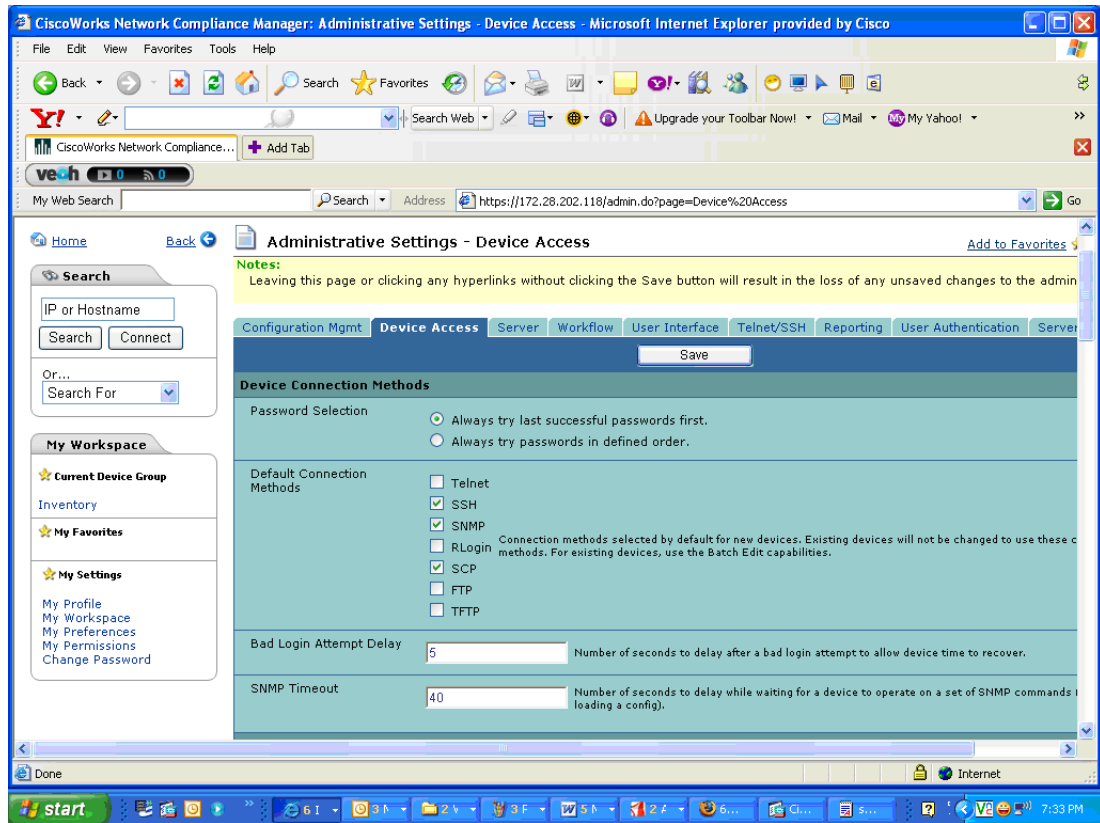 CiscoWorks Network Compliance Manager: Administrative Settings - Device Access - Microsoft Internet Explorer provided by Cisco
File Edit View Favorites Tools Help
Back Search Favorites
Y! Search Web Upgrade your Toolbar Now! Mail My Yahoo! >>
CiscoWorks Network Compliance... Add Tab
veoh 0 0
My Web Search Search Address https://172.28.202.118/admin.do?page=Device%20Access Go
Home Back
Administrative Settings - Device Access
Add to Favorites
Notes:
Leaving this page or clicking any hyperlinks without clicking the Save button will result in the loss of any unsaved changes to the admin
Search
IP or Hostname
Search Connect
Or...
Search For
My Workspace
Current Device Group
Inventory
My Favorites
My Settings
My Profile
My Workspace
My Preferences
My Permissions
Change Password
Configuration Mgmt Device Access Server Workflow User Interface Telnet/SSH Reporting User Authentication Server
Save
Device Connection Methods
Password Selection
Always try last successful passwords first.
Always try passwords in defined order.
Default Connection Methods
Telnet
SSH
SNMP
RLogin
SCP
FTP
TFTP
Connection methods selected by default for new devices. Existing devices will not be changed to use these c
methods. For existing devices, use the Batch Edit capabilities.
Bad Login Attempt Delay
5
Number of seconds to delay after a bad login attempt to allow device time to recover.
SNMP Timeout
40
Number of seconds to delay while waiting for a device to operate on a set of SNMP commands
loading a config).
Done
Internet
start 6 I 3 N 2 V 3 F 5 N 2 A 6... Ci... s... 7:33 PM